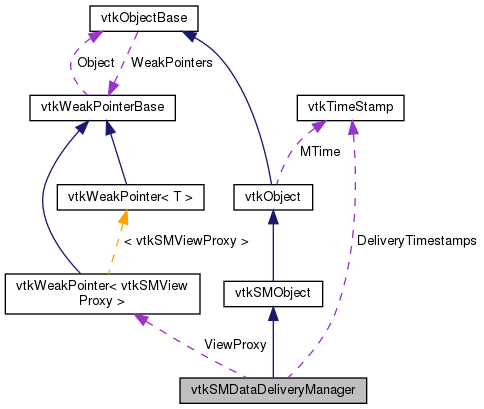 vtkObjectBase
Object
WeakPointers
vtkWeakPointerBase
vtkTimeStamp
MTime
vtkWeakPointer< T >
vtkObject
< vtkSMViewProxy >
DeliveryTimestamps
vtkWeakPointer< vtkSMView
Proxy >
vtkSMObject
ViewProxy
vtkSMDataDeliveryManager